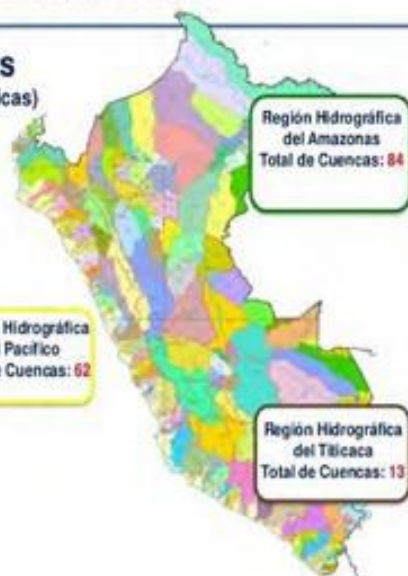 s
icas)
Región Hidrográfica
del Amazonas
Total de Cuencas: 84
Hidrográfica
Pacífico
Cuencas: 62
Región Hidrográfica
del Titicaca
Total de Cuencas: 13